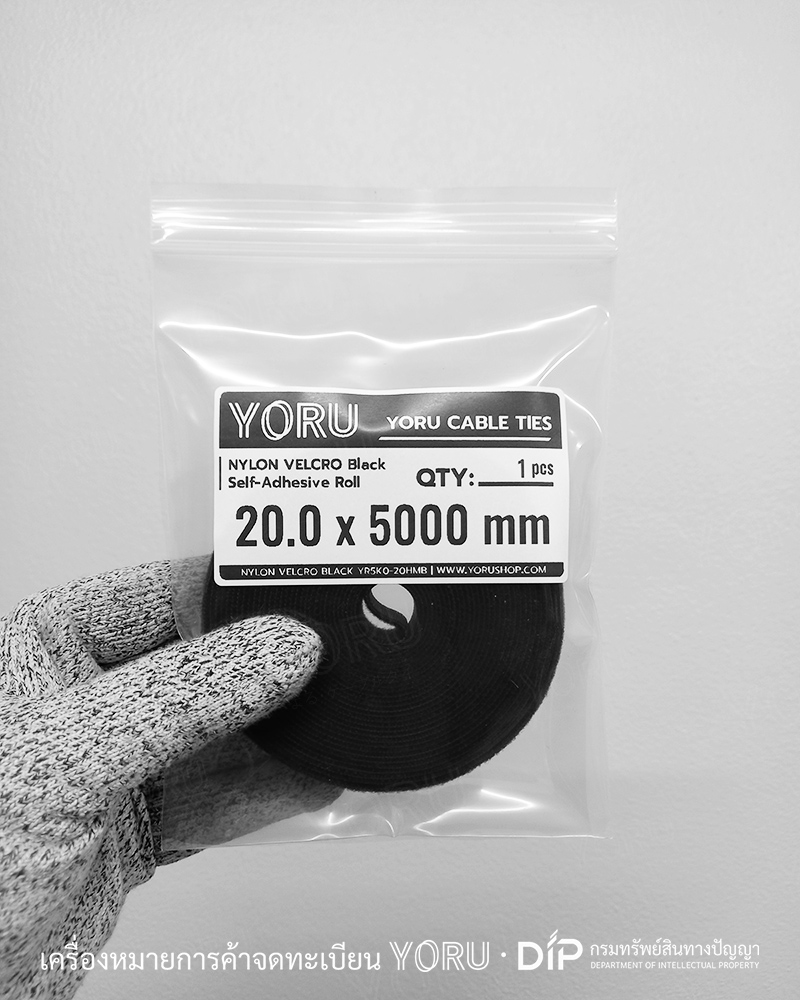 YORU
YORU CABLE TIES
NYLON VELCRO Black
Self-Adhesive Roll
QTY: 1 pcs
20.0 x 5000 mm
NYLON VELCRO BLACK YR5K0-20HMB | WWW.YORUSHOP.COM
YORU
เครื่องหมายการค้าจดทะเบียน YORU · DIP กรมทรัพย์สินทางปัญญา
DEPARTMENT OF INTELLECTUAL PROPERTY